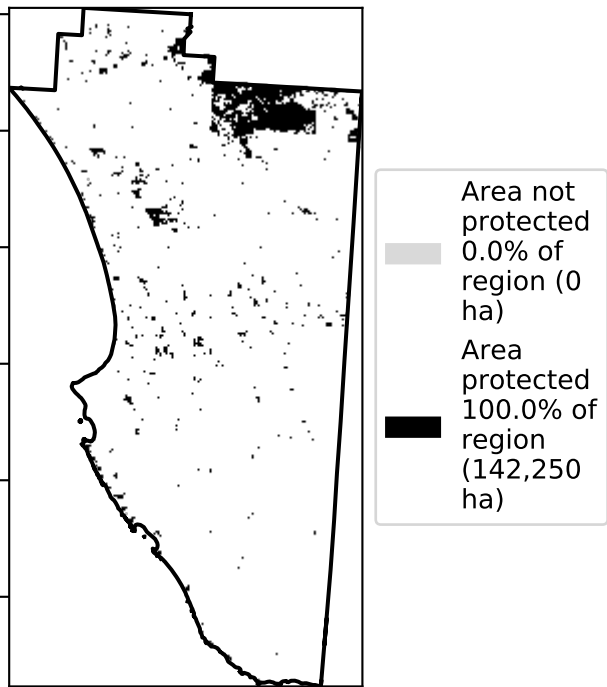 Area not
protected
0.0% of
region (0
ha)
Area
protected
100.0% of
region
(142,250
ha)